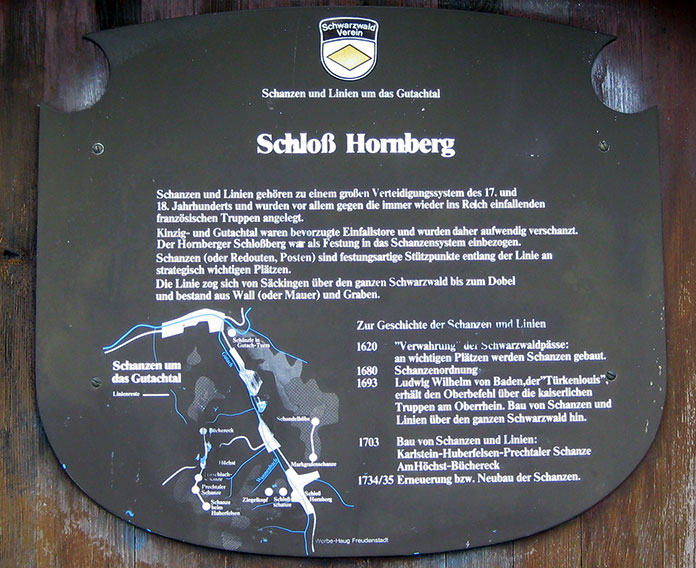 Schwarzwald
Verein
Schanzen und Linien um das Gutachtal
Schloß Hornberg
Schanzen und Linien gehören zu einem großen Verteidigungssystem des 17. und
18. Jahrhunderts und wurden vor allem gegen die immer wieder ins Reich einfallenden
französischen Truppen angelegt.
Kinzig- und Gutachtal waren bevorzugte Einfallstore und wurden daher aufwendig verschanzt.
Der Hornberger Schloßberg war als Festung in das Schanzensystem einbezogen.
Schanzen (oder Redouten, Posten) sind festungsartige Stützpunkte entlang der Linie an
strategisch wichtigen Plätzen.
Die Linie zog sich von Säckingen über den ganzen Schwarzwald bis zum Dobel
und bestand aus Wall (oder Mauer) und Graben.
Schanzen um
das Gutachtal
Linienreste
Schanze in
Gutach-Turm
Gutach
Büchereck
Höchst
Prechtaler
Schanze
Schanze
beim
Huberfelsen
Schondelhöhe
Markgrafenschanze
Ziegelkopf
Schloß
schanze
Schloß
Hornberg
Werbe-Haug Freudenstadt
Zur Geschichte der Schanzen und Linien
1620 "Verwahrung" der Schwarzwaldpässe:
an wichtigen Plätzen werden Schanzen gebaut.
1680 Schanzenordnung
1693 Ludwig Wilhelm von Baden,der"Türkenlouis"
erhält den Oberbefehl über die kaiserlichen
Truppen am Oberrhein. Bau von Schanzen und
Linien über den ganzen Schwarzwald hin.
1703 Bau von Schanzen und Linien:
Karlstein-Huberfelsen-Prechtaler Schanze
AmHöchst-Büchereck
1734/35 Erneuerung bzw. Neubau der Schanzen.